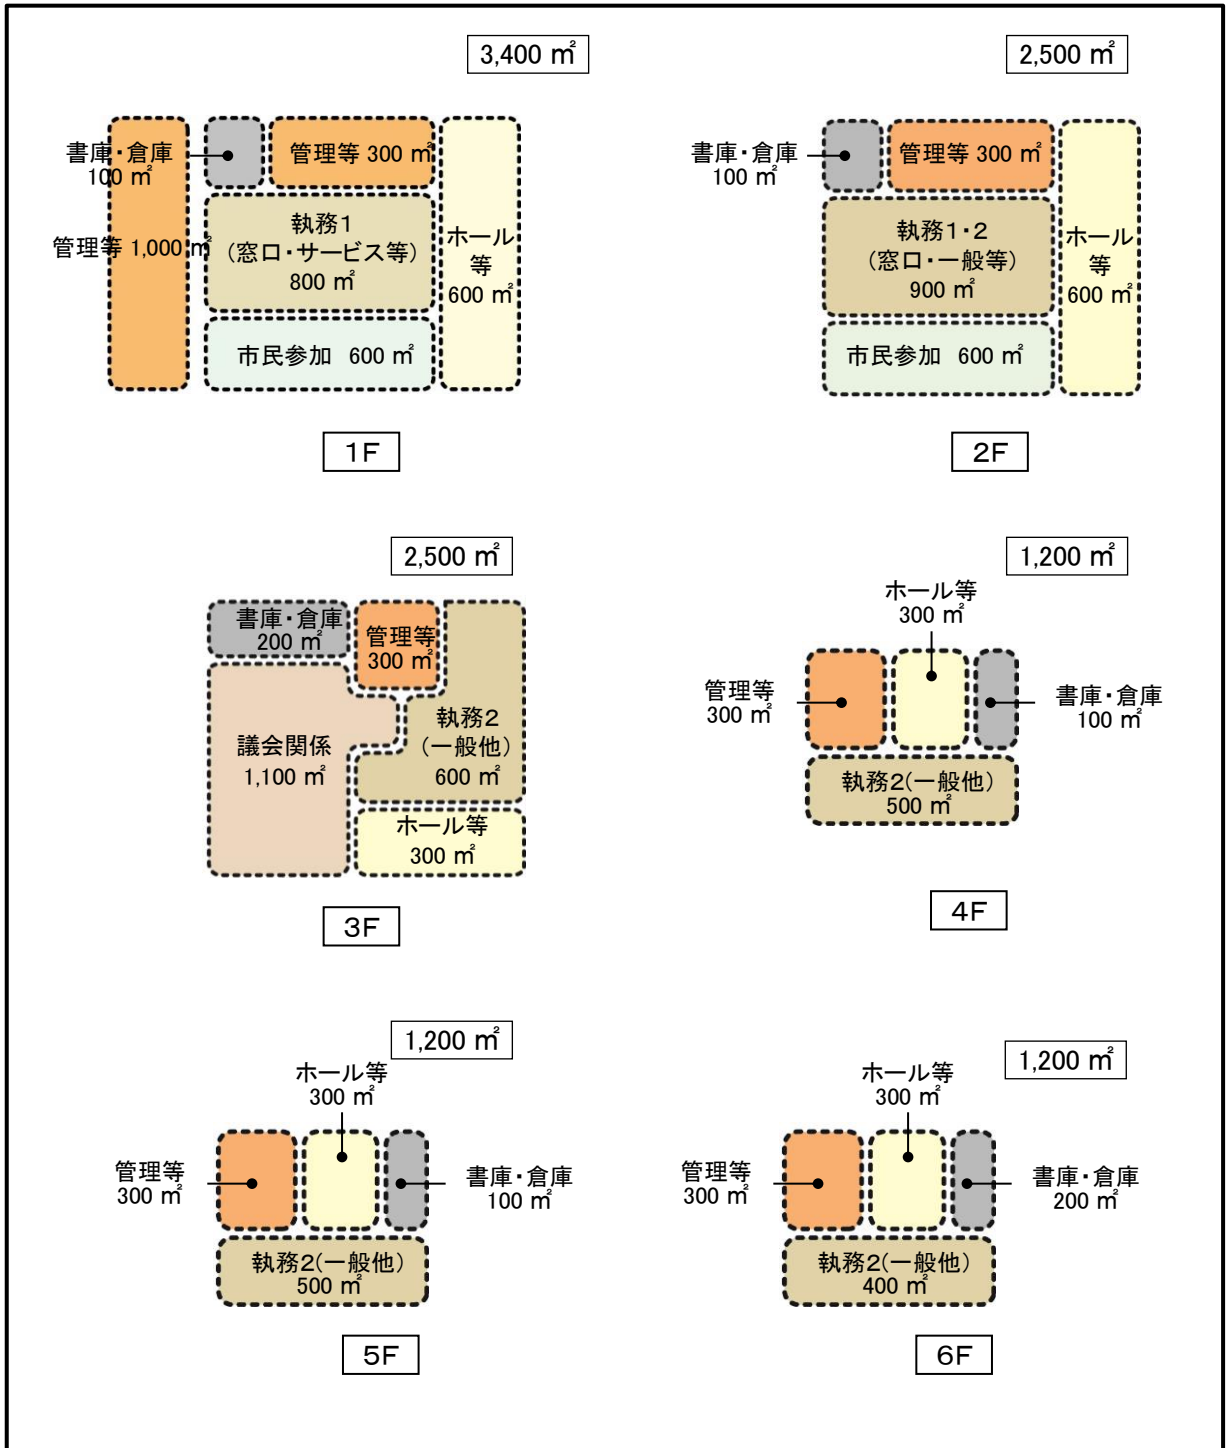 3,400 ㎡
書庫・倉庫
100 ㎡
管理等 300 ㎡
管理等 1,000 ㎡
執務1
(窓口・サービス等)
800 ㎡
ホール
等
600 ㎡
市民参加 600 ㎡
1F
2,500 ㎡
書庫・倉庫
100 ㎡
管理等 300 ㎡
執務1・2
(窓口・一般等)
900 ㎡
ホール
等
600 ㎡
市民参加 600 ㎡
2F
2,500 ㎡
書庫・倉庫
200 ㎡
管理等
300 ㎡
議会関係
1,100 ㎡
執務2
(一般他)
600 ㎡
ホール等
300 ㎡
3F
1,200 ㎡
ホール等
300 ㎡
管理等
300 ㎡
書庫・倉庫
100 ㎡
執務2(一般他)
500 ㎡
4F
1,200 ㎡
ホール等
300 ㎡
管理等
300 ㎡
書庫・倉庫
100 ㎡
執務2(一般他)
500 ㎡
5F
1,200 ㎡
ホール等
300 ㎡
管理等
300 ㎡
書庫・倉庫
200 ㎡
執務2(一般他)
400 ㎡
6F